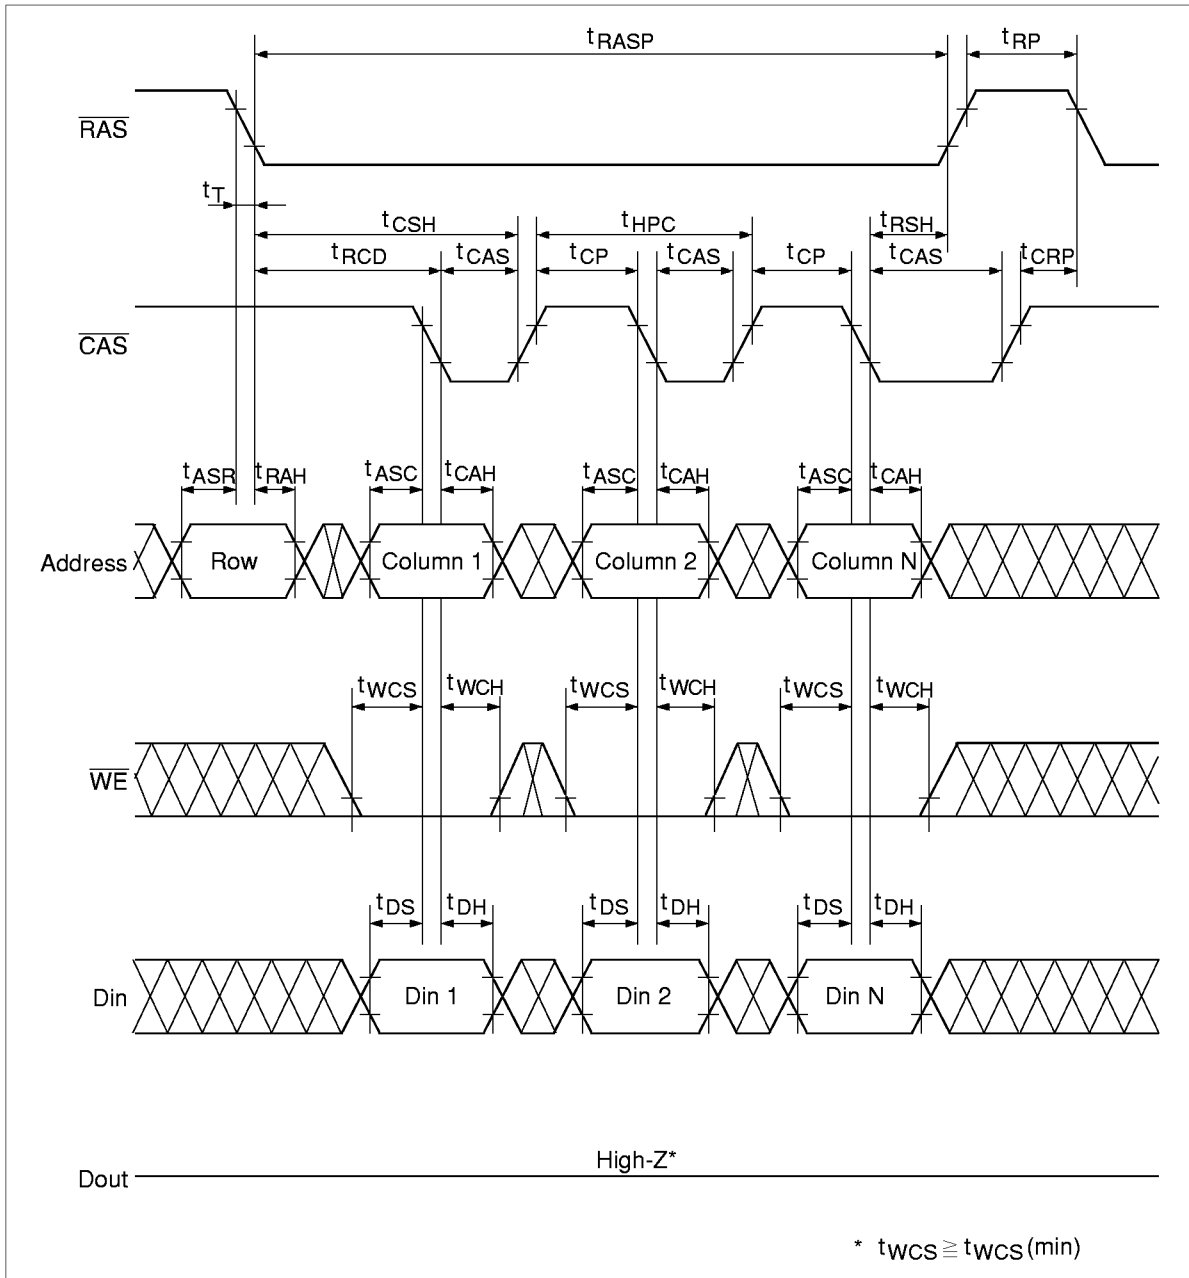 tRASP tRP
RAS
tT
tCSH tHPC tRSH
tRCD tCAS tCP tCAS tCP tCAS tCRP
CAS
tASR tRAH tASC tCAH tASC tCAH tASC tCAH
Address Row Column 1 Column 2 Column N
tWCS tWCH tWCS tWCH tWCS tWCH
WE
tDS tDH tDS tDH tDS tDH
Din Din 1 Din 2 Din N
High-Z*
Dout
* tWCS ≧ tWCS (min)